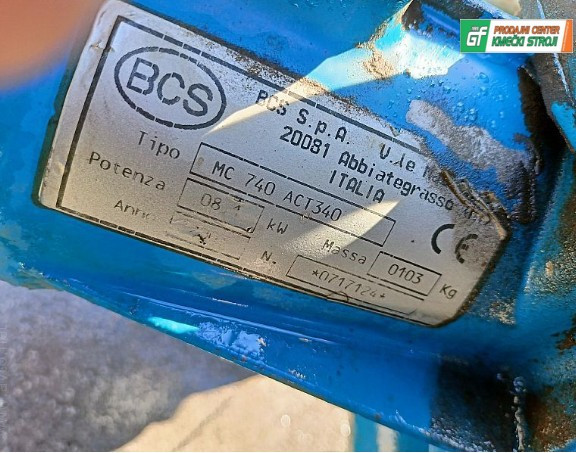 GF PRODAJNI CENTER
KMEČKI STROJI
BCS
BCS S.p.A. V.le
20081 Abbiategrasso
ITALIA
Tipo MC 740 ACT340
Potenza kW Massa 0103 Kg
Anno N. *0717124*
CE